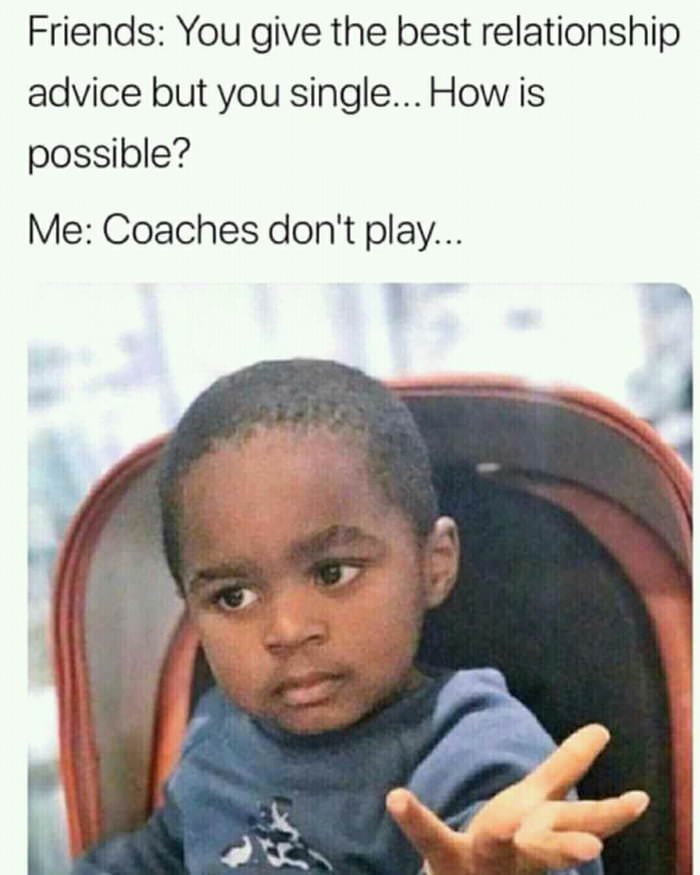 Friends: You give the best relationship
advice but you single... How is
possible?
Me: Coaches don't play...